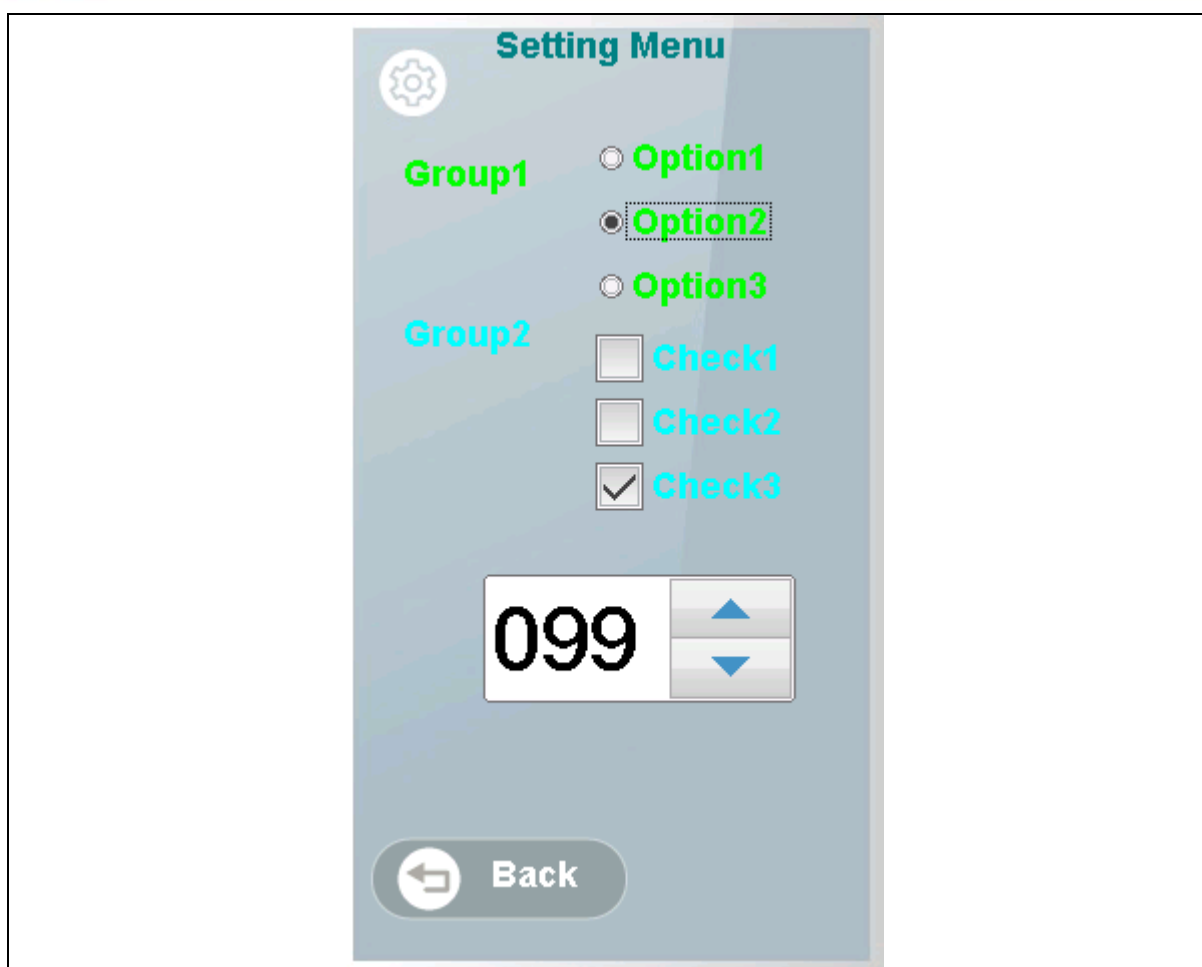 Setting Menu
Group1
Option1
Option2
Option3
Group2
Check1
Check2
Check3
099
Back